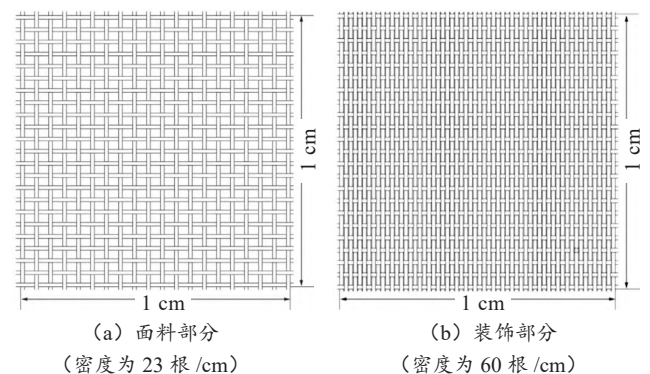 1 cm
1 cm
1 cm
1 cm
（a）面料部分
（密度为 23 根 /cm）
（b）装饰部分
（密度为 60 根 /cm）